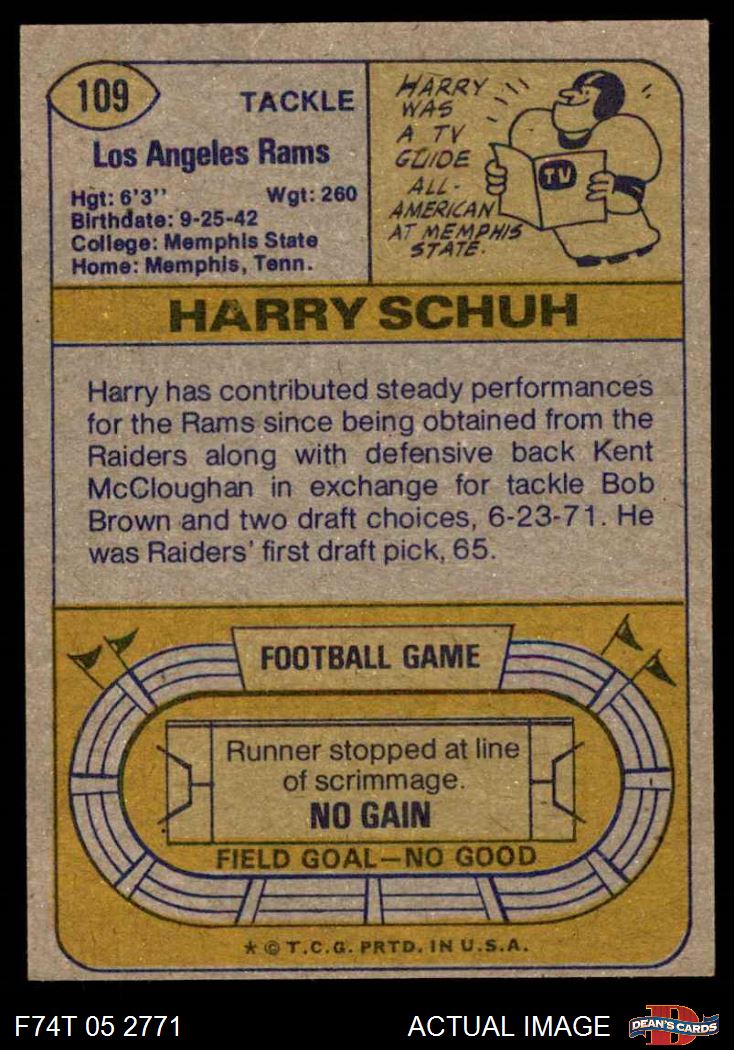 109
TACKLE
Los Angeles Rams
Hgt: 6'3'' Wgt: 260
Birthdate: 9-25-42
College: Memphis State
Home: Memphis, Tenn.
HARRY
WAS
A TV
GUIDE
ALL-
AMERICAN
AT MEMPHIS
STATE.
TV
HARRY SCHUH
Harry has contributed steady performances
for the Rams since being obtained from the
Raiders along with defensive back Kent
McCloughan in exchange for tackle Bob
Brown and two draft choices, 6-23-71. He
was Raiders' first draft pick, 65.
FOOTBALL GAME
Runner stopped at line
of scrimmage.
NO GAIN
FIELD GOAL—NO GOOD
* © T.C.G. PRTD. IN U.S.A.
F74T 05 2771 ACTUAL IMAGE
D
DEAN'S CARDS